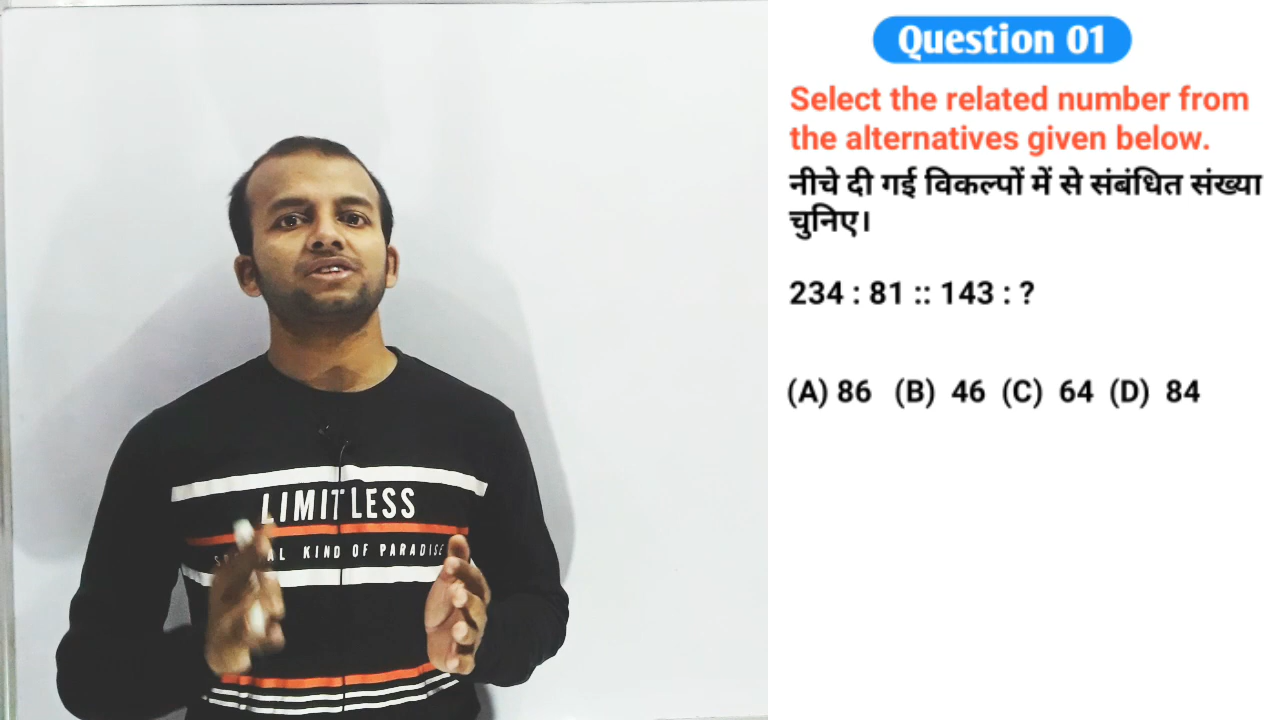 Question 01
Select the related number from
the alternatives given below.
नीचे दी गई विकल्पों में से संबंधित संख्या
चुनिए।
234 : 81 :: 143 : ?
(A) 86 (B) 46 (C) 64 (D) 84
LIMITLESS
KIND OF PARADISE